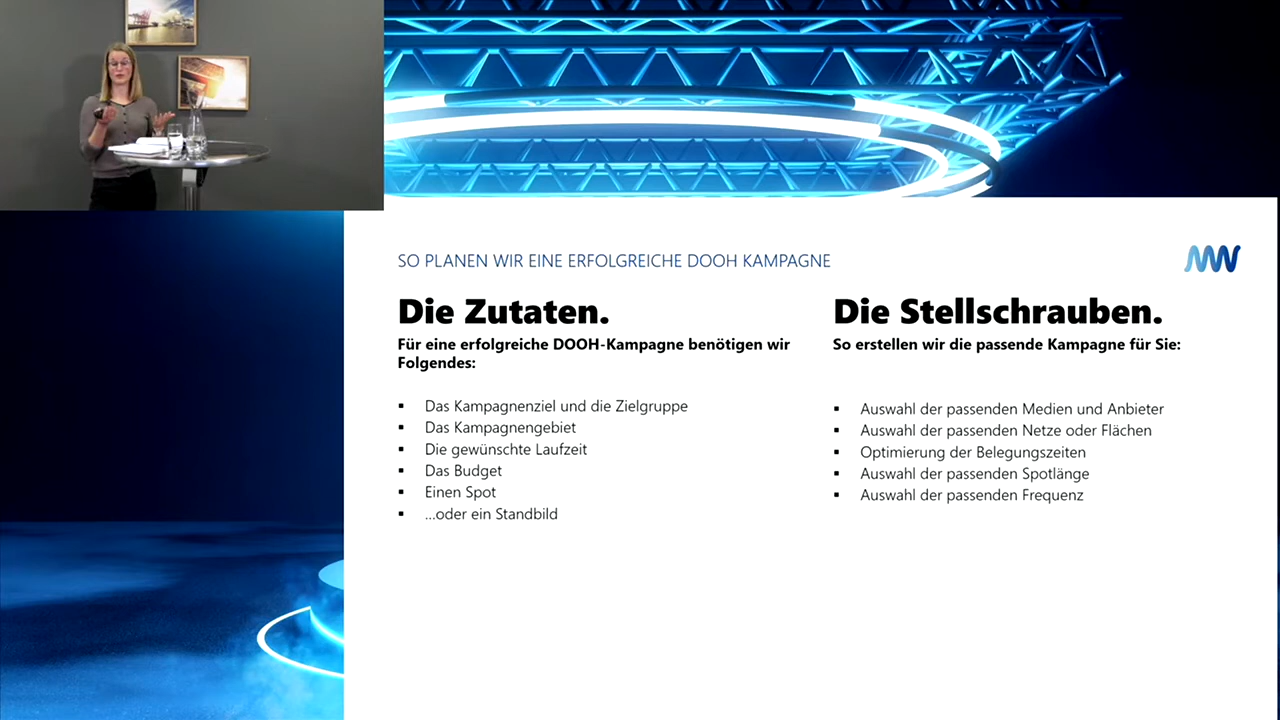 SO PLANEN WIR EINE ERFOLGREICHE DOOH KAMPAGNE
Die Zutaten.
Für eine erfolgreiche DOOH-Kampagne benötigen wir
Folgendes:
▪ Das Kampagnenziel und die Zielgruppe
▪ Das Kampagnengebiet
▪ Die gewünschte Laufzeit
▪ Das Budget
▪ Einen Spot
▪ ...oder ein Standbild
Die Stellschrauben.
So erstellen wir die passende Kampagne für Sie:
▪ Auswahl der passenden Medien und Anbieter
▪ Auswahl der passenden Netze oder Flächen
▪ Optimierung der Belegungszeiten
▪ Auswahl der passenden Spotlänge
▪ Auswahl der passenden Frequenz